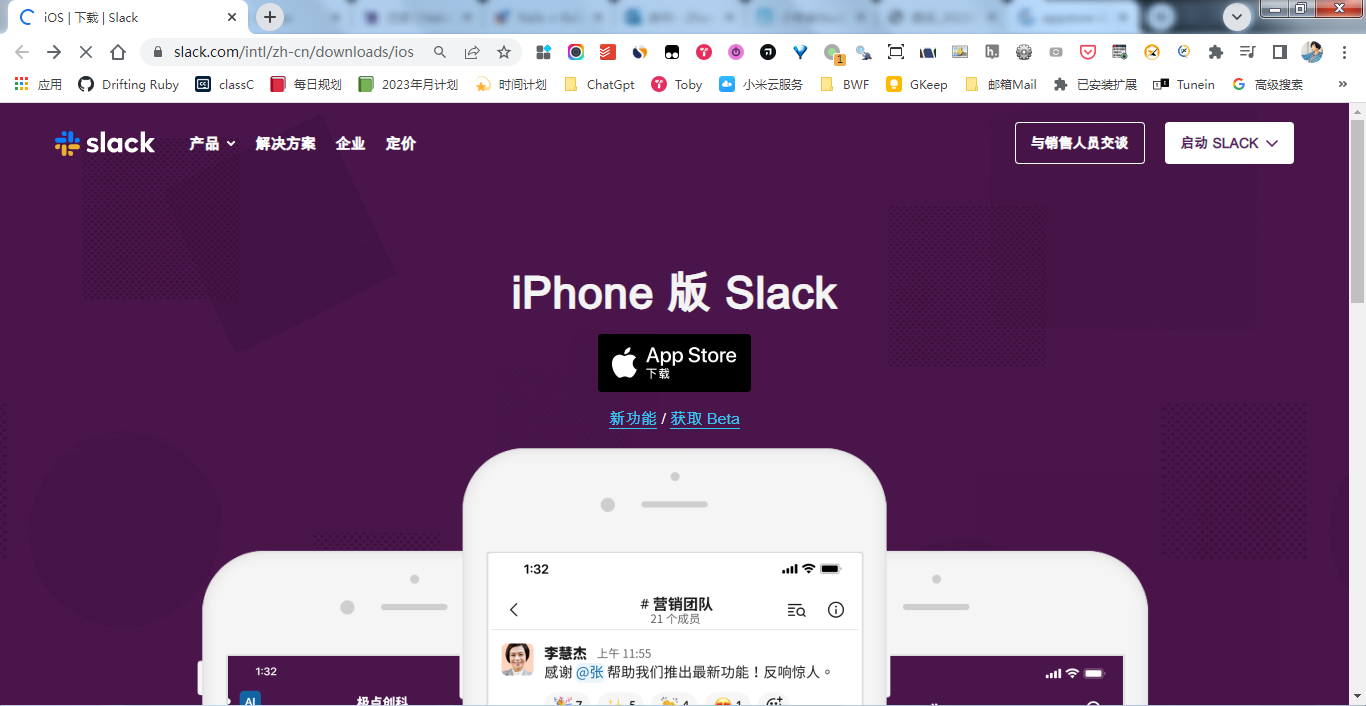 iOS | 下载 | Slack
slack.com/intl/zh-cn/downloads/ios
1
应用 Drifting Ruby classC 每日规划 2023年月计划 时间计划 ChatGpt Toby 小米云服务 BWF GKeep 邮箱Mail 已安装扩展 Tunein 高级搜索 »
slack 产品 解决方案 企业 定价 与销售人员交谈 启动 SLACK
iPhone 版 Slack
App Store
下载
新功能 / 获取 Beta
1:32
# 营销团队
21 个成员
李慧杰 上午 11:55
感谢 @张 帮助我们推出最新功能！反响惊人。
7 5 4 1
1:32
AI 极点创科